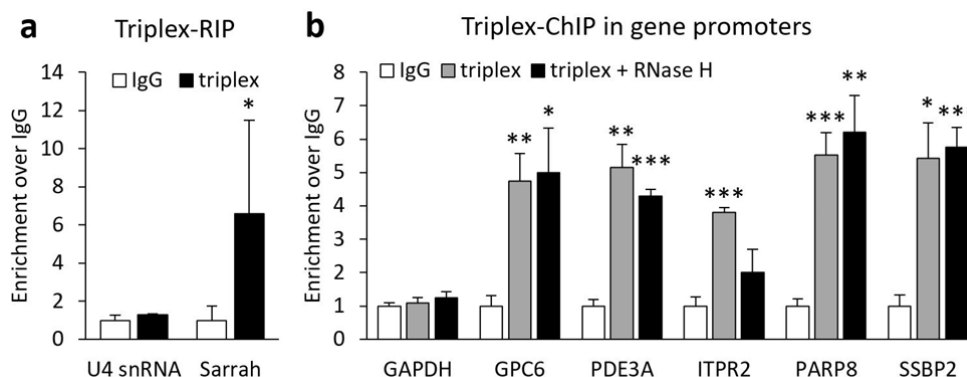 a Triplex-RIP
Enrichment over IgG
14
12
10
8
6
4
2
0
IgG triplex
*
U4 snRNA Sarrah
b Triplex-ChIP in gene promoters
Enrichment over IgG
8
7
6
5
4
3
2
1
0
IgG triplex triplex + RNase H
** * ** *** *** *** ** * **
GAPDH GPC6 PDE3A ITPR2 PARP8 SSBP2